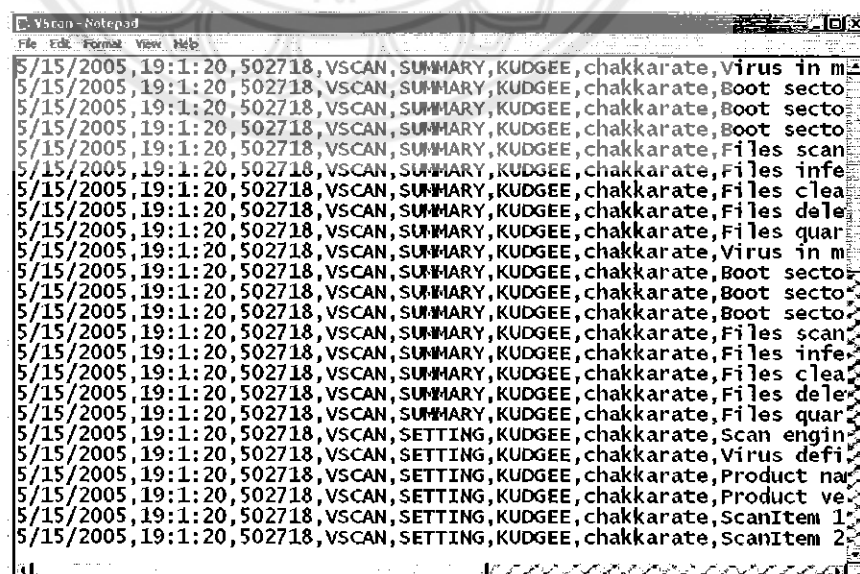 VScan - Notepad
File Edit Format View Help
5/15/2005,19:1:20,502718,VSCAN,SUMMARY,KUDGEE,chakkarate,Virus in m
5/15/2005,19:1:20,502718,VSCAN,SUMMARY,KUDGEE,chakkarate,Boot secto
5/15/2005,19:1:20,502718,VSCAN,SUMMARY,KUDGEE,chakkarate,Boot secto
5/15/2005,19:1:20,502718,VSCAN,SUMMARY,KUDGEE,chakkarate,Boot secto
5/15/2005,19:1:20,502718,VSCAN,SUMMARY,KUDGEE,chakkarate,Files scan
5/15/2005,19:1:20,502718,VSCAN,SUMMARY,KUDGEE,chakkarate,Files infe
5/15/2005,19:1:20,502718,VSCAN,SUMMARY,KUDGEE,chakkarate,Files clea
5/15/2005,19:1:20,502718,VSCAN,SUMMARY,KUDGEE,chakkarate,Files dele
5/15/2005,19:1:20,502718,VSCAN,SUMMARY,KUDGEE,chakkarate,Files quar
5/15/2005,19:1:20,502718,VSCAN,SUMMARY,KUDGEE,chakkarate,Virus in m
5/15/2005,19:1:20,502718,VSCAN,SUMMARY,KUDGEE,chakkarate,Boot secto
5/15/2005,19:1:20,502718,VSCAN,SUMMARY,KUDGEE,chakkarate,Boot secto
5/15/2005,19:1:20,502718,VSCAN,SUMMARY,KUDGEE,chakkarate,Boot secto
5/15/2005,19:1:20,502718,VSCAN,SUMMARY,KUDGEE,chakkarate,Files scan
5/15/2005,19:1:20,502718,VSCAN,SUMMARY,KUDGEE,chakkarate,Files infe
5/15/2005,19:1:20,502718,VSCAN,SUMMARY,KUDGEE,chakkarate,Files clea
5/15/2005,19:1:20,502718,VSCAN,SUMMARY,KUDGEE,chakkarate,Files dele
5/15/2005,19:1:20,502718,VSCAN,SUMMARY,KUDGEE,chakkarate,Files quar
5/15/2005,19:1:20,502718,VSCAN,SETTING,KUDGEE,chakkarate,Scan engin
5/15/2005,19:1:20,502718,VSCAN,SETTING,KUDGEE,chakkarate,Virus defi
5/15/2005,19:1:20,502718,VSCAN,SETTING,KUDGEE,chakkarate,Product na
5/15/2005,19:1:20,502718,VSCAN,SETTING,KUDGEE,chakkarate,Product ve
5/15/2005,19:1:20,502718,VSCAN,SETTING,KUDGEE,chakkarate,ScanItem 1
5/15/2005,19:1:20,502718,VSCAN,SETTING,KUDGEE,chakkarate,ScanItem 2